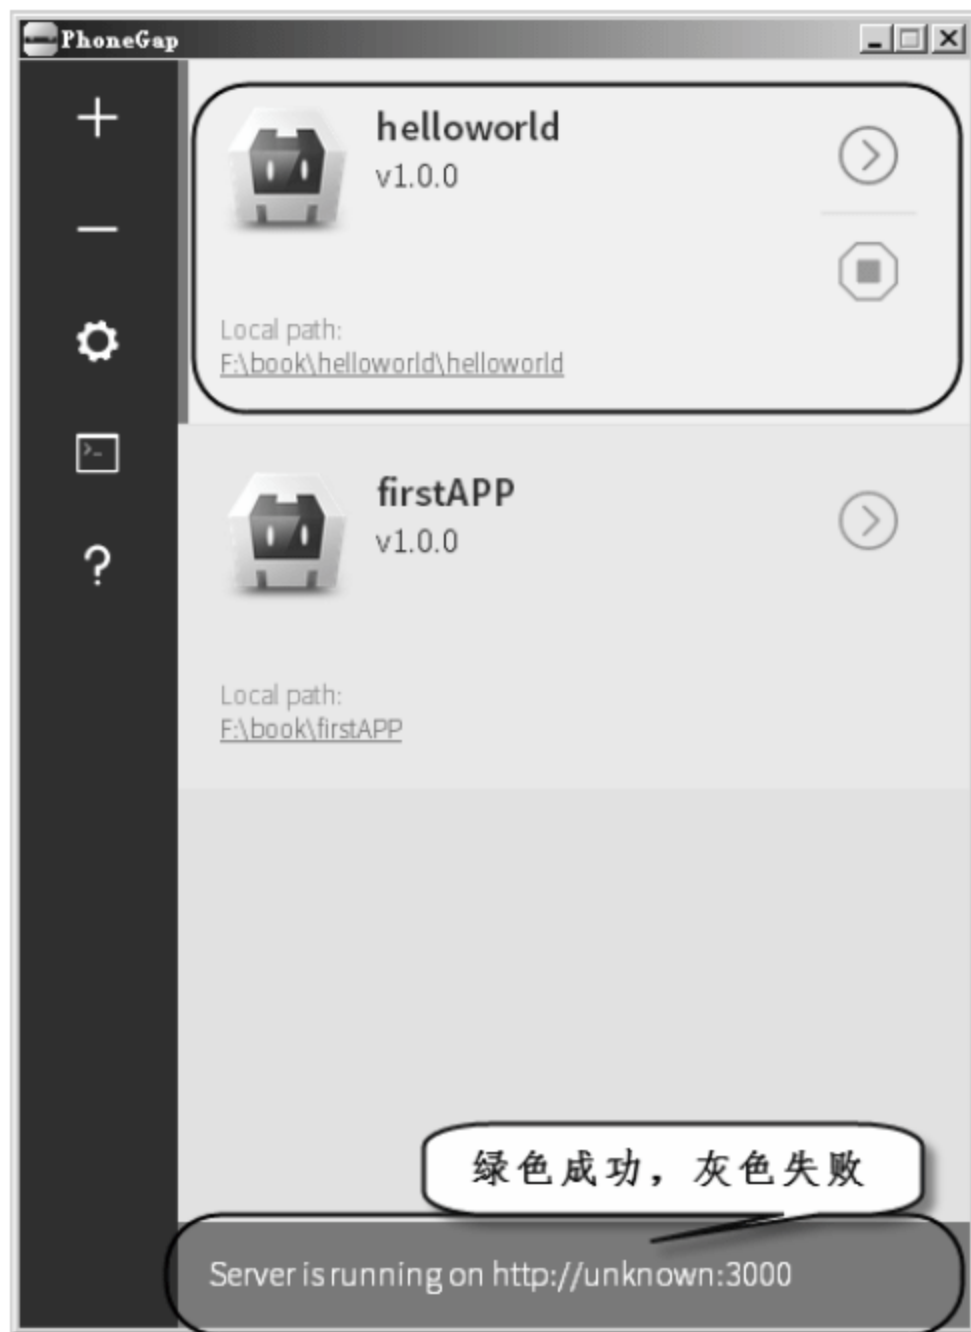 PhoneGap
helloworld
v1.0.0
Local path:
F:\book\helloworld\helloworld
firstAPP
v1.0.0
Local path:
F:\book\firstAPP
绿色成功，灰色失败
Server is running on http://unknown:3000